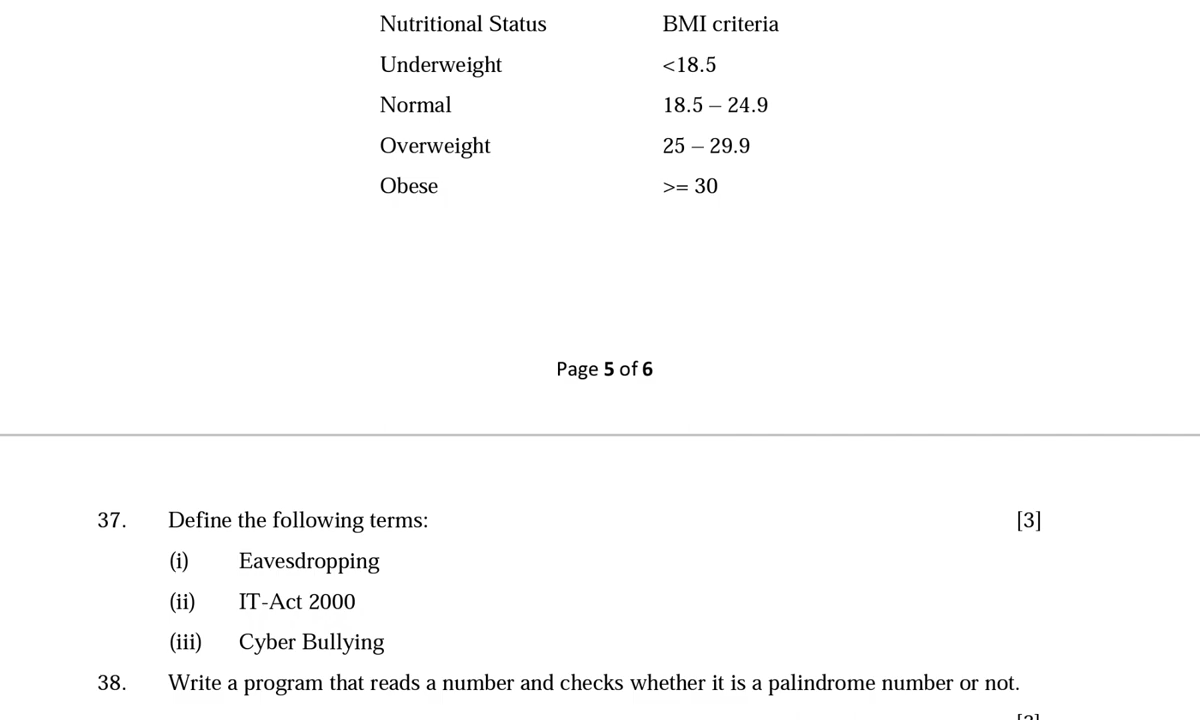 Nutritional Status BMI criteria
Underweight <18.5
Normal 18.5 – 24.9
Overweight 25 – 29.9
Obese >= 30
Page 5 of 6
37. Define the following terms: [3]
(i) Eavesdropping
(ii) IT-Act 2000
(iii) Cyber Bullying
38. Write a program that reads a number and checks whether it is a palindrome number or not.